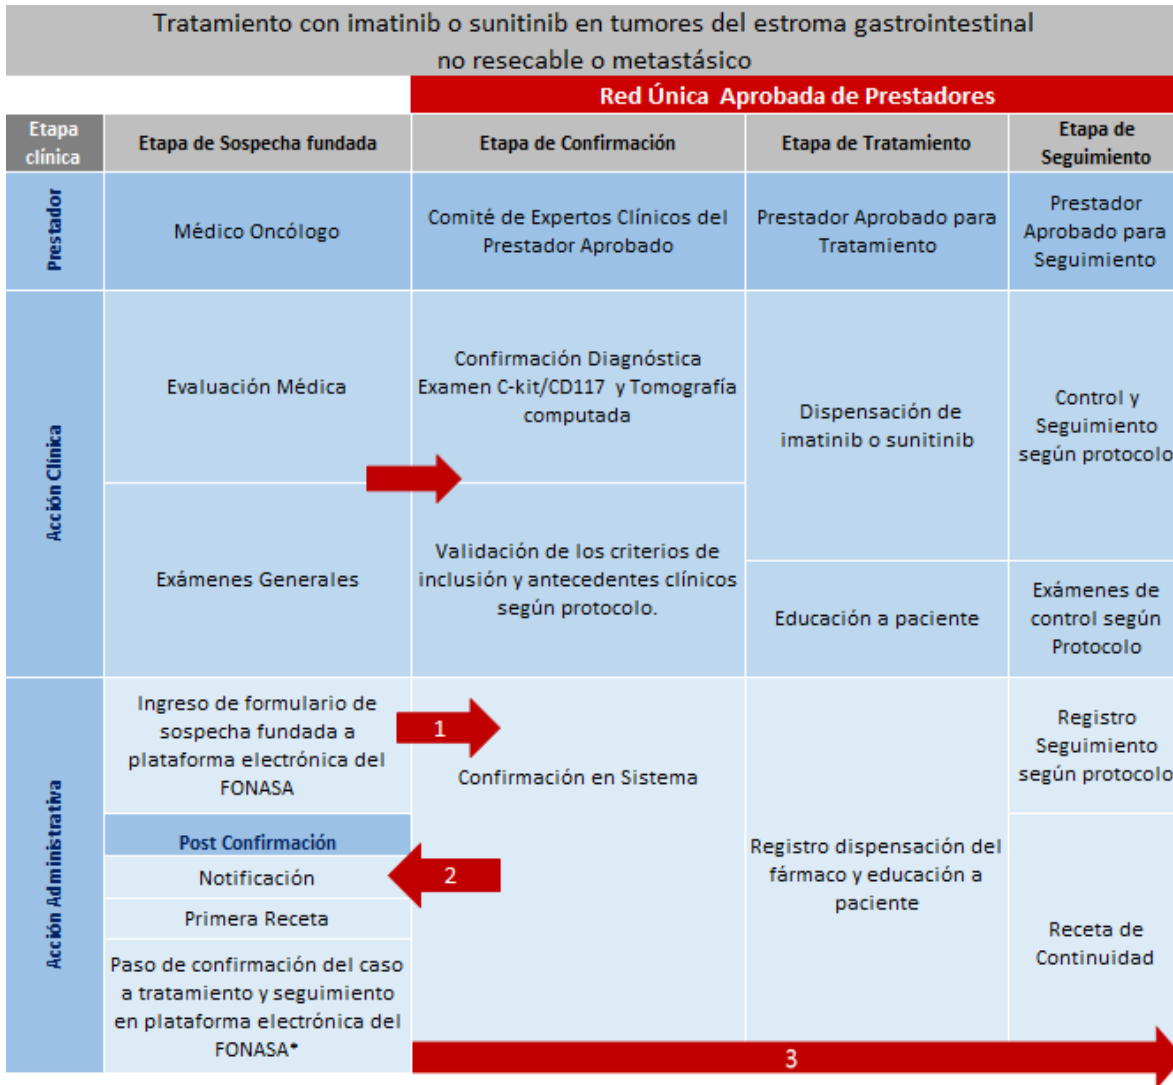 Tratamiento con imatinib o sunitinib en tumores del estroma gastrointestinal
no resecable o metastásico
Red Única Aprobada de Prestadores
Etapa
clínica
Etapa de Sospecha fundada
Etapa de Confirmación
Etapa de Tratamiento
Etapa de
Seguimiento
Prestador
Médico Oncólogo
Comité de Expertos Clínicos del
Prestador Aprobado
Prestador Aprobado para
Tratamiento
Prestador
Aprobado para
Seguimiento
Acción Clínica
Evaluación Médica
Confirmación Diagnóstica
Examen C-kit/CD117 y Tomografía
computada
Dispensación de
imatinib o sunitinib
Control y
Seguimiento
según protocolo
Exámenes Generales
Validación de los criterios de
inclusión y antecedentes clínicos
según protocolo.
Educación a paciente
Exámenes de
control según
Protocolo
Acción Administrativa
Ingreso de formulario de
sospecha fundada a
plataforma electrónica del
FONASA
1
Confirmación en Sistema
Registro
Seguimiento
según protocolo
Post Confirmación
Notificación
2
Primera Receta
Registro dispensación del
fármaco y educación a
paciente
Receta de
Continuidad
Paso de confirmación del caso
a tratamiento y seguimiento
en plataforma electrónica del
FONASA*
3